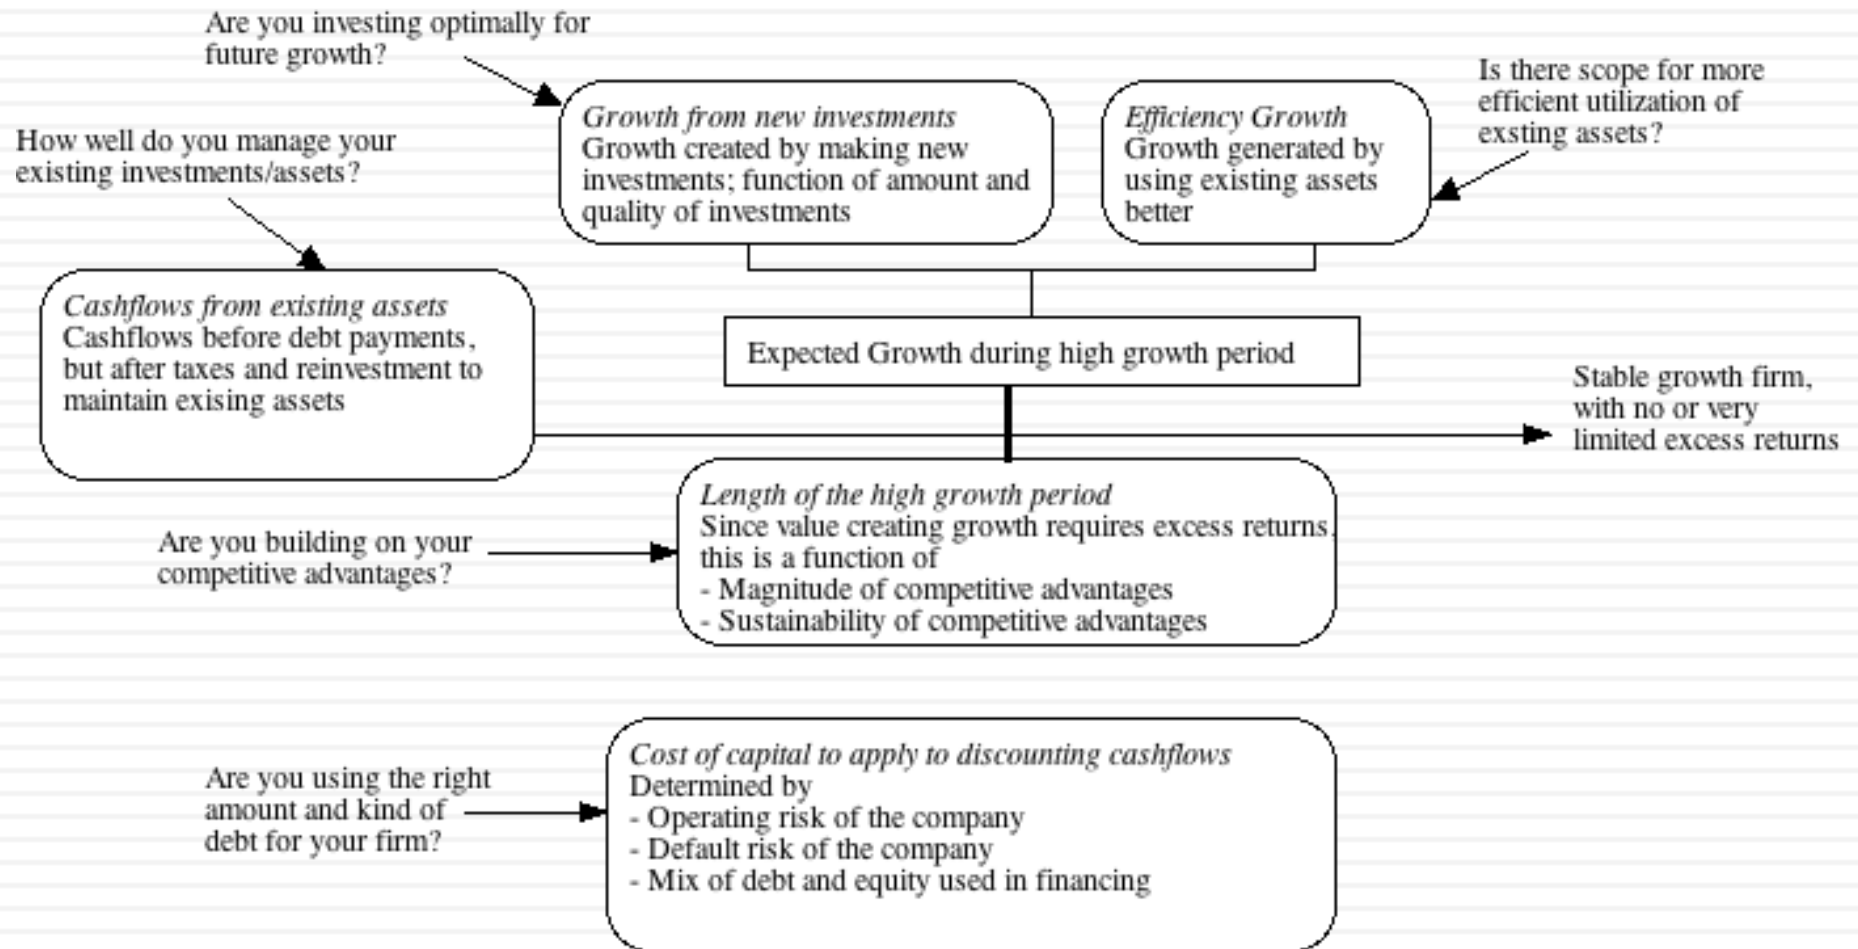 Are you investing optimally for
future growth?
Is there scope for more
efficient utilization of
exsting assets?
Growth from new investments
Growth created by making new
investments; function of amount and
quality of investments
Efficiency Growth
Growth generated by
using existing assets
better
How well do you manage your
existing investments/assets?
Cashflows from existing assets
Cashflows before debt payments,
but after taxes and reinvestment to
maintain exising assets
Expected Growth during high growth period
Stable growth firm,
with no or very
limited excess returns
Are you building on your
competitive advantages?
Length of the high growth period
Since value creating growth requires excess returns,
this is a function of
- Magnitude of competitive advantages
- Sustainability of competitive advantages
Are you using the right
amount and kind of
debt for your firm?
Cost of capital to apply to discounting cashflows
Determined by
- Operating risk of the company
- Default risk of the company
- Mix of debt and equity used in financing